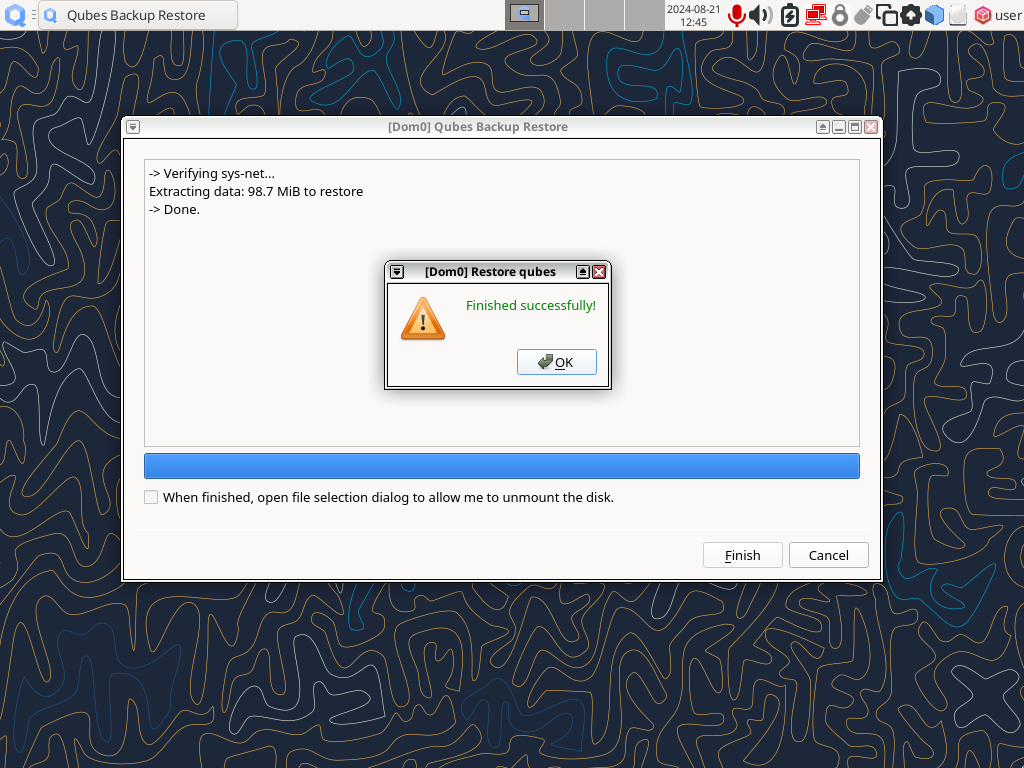 Qubes Backup Restore
2024-08-21
12:45
user
[Dom0] Qubes Backup Restore
-> Verifying sys-net...
Extracting data: 98.7 MiB to restore
-> Done.
[Dom0] Restore qubes
Finished successfully!
OK
When finished, open file selection dialog to allow me to unmount the disk.
Finish
Cancel